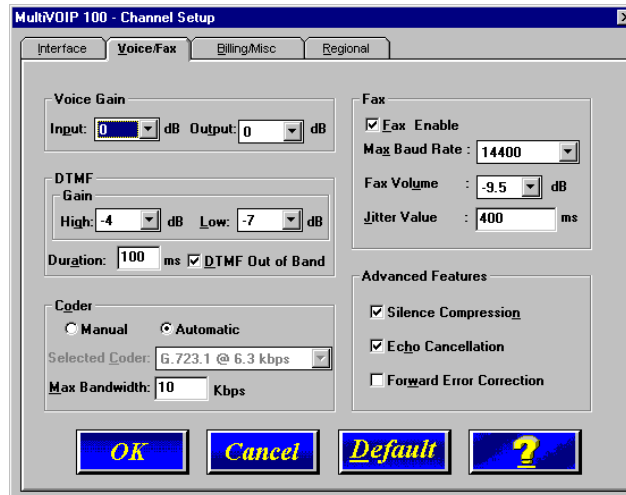 MultiVOIP 100 - Channel Setup
Interface Voice/Fax Billing/Misc Regional
Voice Gain
Input: 0 dB Output: 0 dB
DTMF
Gain
High: -4 dB Low: -7 dB
Duration: 100 ms DTMF Out of Band
Coder
Manual Automatic
Selected Coder: G.723.1 @ 6.3 kbps
Max Bandwidth: 10 Kbps
Fax
Fax Enable
Max Baud Rate : 14400
Fax Volume : -9.5 dB
Jitter Value : 400 ms
Advanced Features
Silence Compression
Echo Cancellation
Forward Error Correction
OK Cancel Default ?